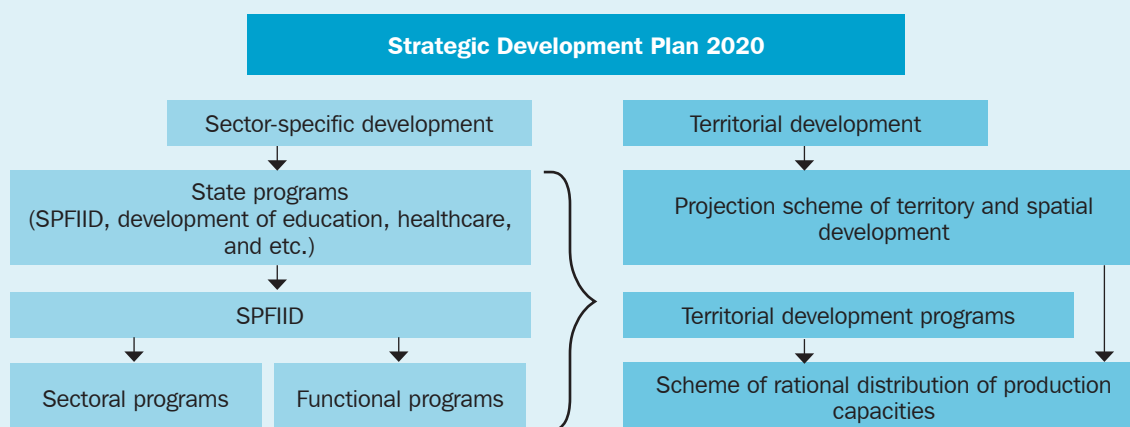 Strategic Development Plan 2020
Sector-specific development
State programs
(SPFIID, development of education, healthcare,
and etc.)
SPFIID
Sectoral programs
Functional programs
Territorial development
Projection scheme of territory and spatial
development
Territorial development programs
Scheme of rational distribution of production
capacities